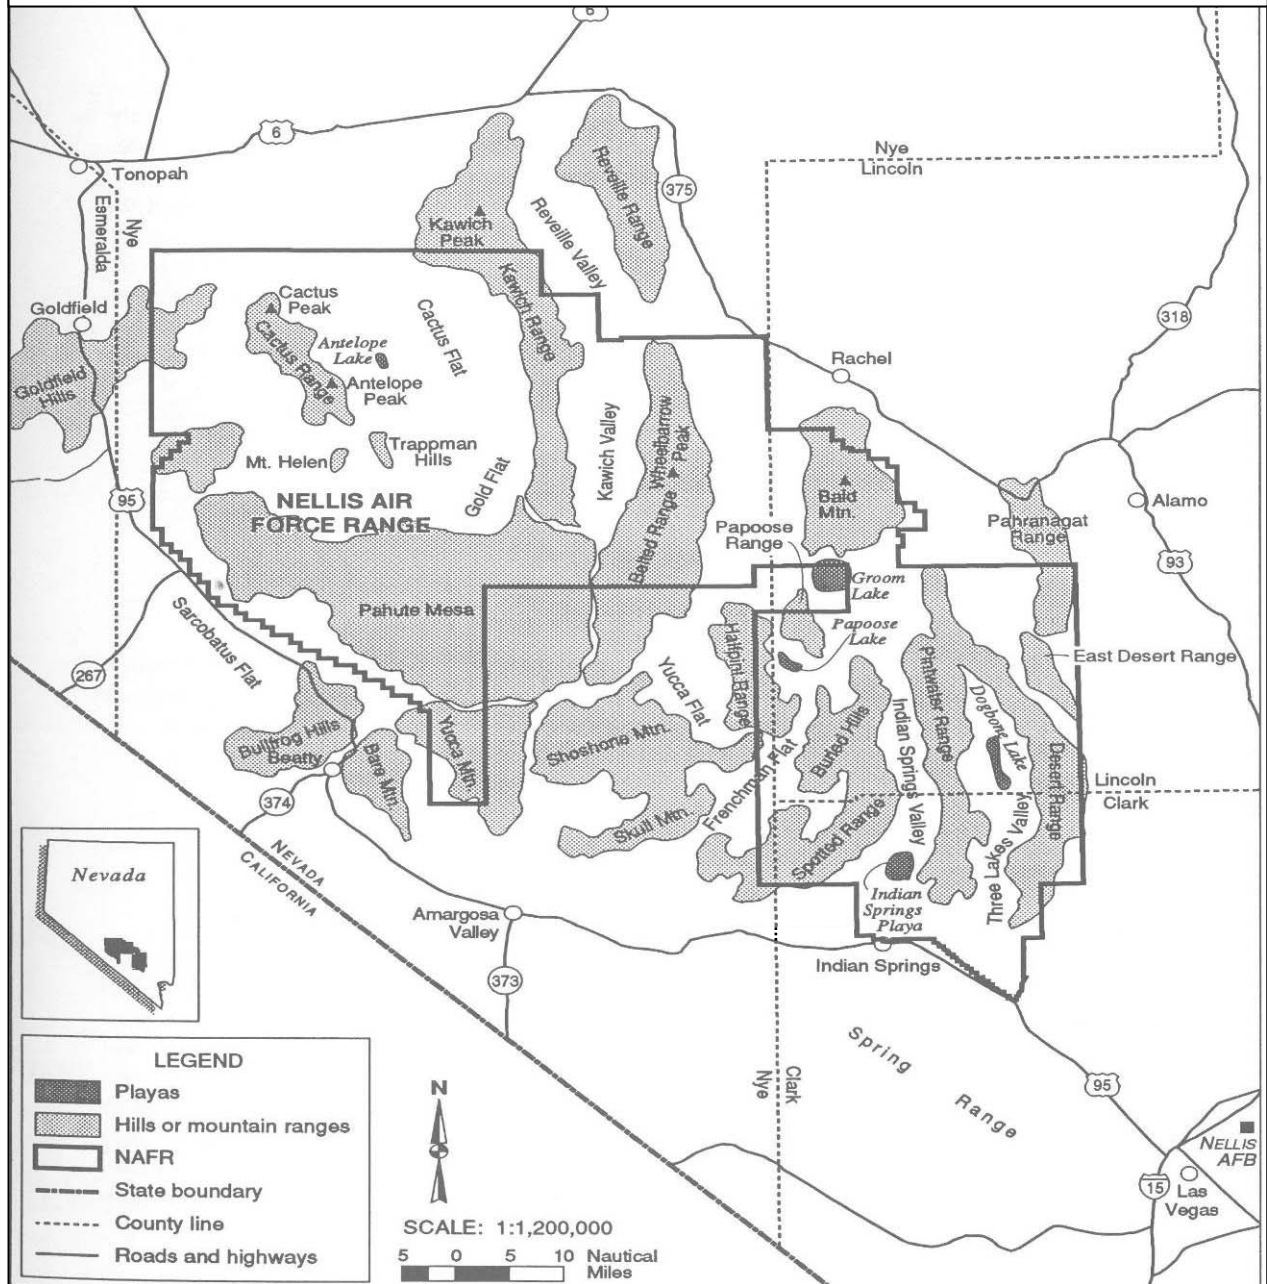 6
6
Tonopah
Esmeralda
Nye
Nye
Lincoln
375
Reveille Range
Reveille Valley
Kawich
Peak
Kawich Range
Goldfield
Goldfield
Hills
Cactus
Peak
Cactus Range
Antelope
Lake
Antelope
Peak
Cactus Flat
318
Rachel
Mt. Helen
Trappman
Hills
Gold Flat
Kawich Valley
Wheelbarrow
Peak
Belted Range
95
NELLIS AIR
FORCE RANGE
Bald
Mtn.
Papoose
Range
Pahranagat
Range
Alamo
93
Groom
Lake
Papoose
Lake
Pahute Mesa
Sarcobatus Flat
267
East Desert Range
Halfpint Range
Yucca Flat
Pintwater Range
Dogbone Lake
Indian Springs Valley
Buried Hills
Desert Range
Bullfrog Hills
Beatty
Bare Mtn.
Yucca Mtn.
Shoshone Mtn.
Skull Mtn.
Frenchman Flat
Spotted Range
Three Lakes Valley
Lincoln
Clark
374
NEVADA
CALIFORNIA
Nevada
Amargosa
Valley
373
Indian
Springs
Playa
Indian Springs
Spring
Range
Clark
Nye
95
NELLIS
AFB
15
Las
Vegas
LEGEND
Playas
Hills or mountain ranges
NAFR
State boundary
County line
Roads and highways
N
SCALE: 1:1,200,000
5 0 5 10 Nautical
Miles